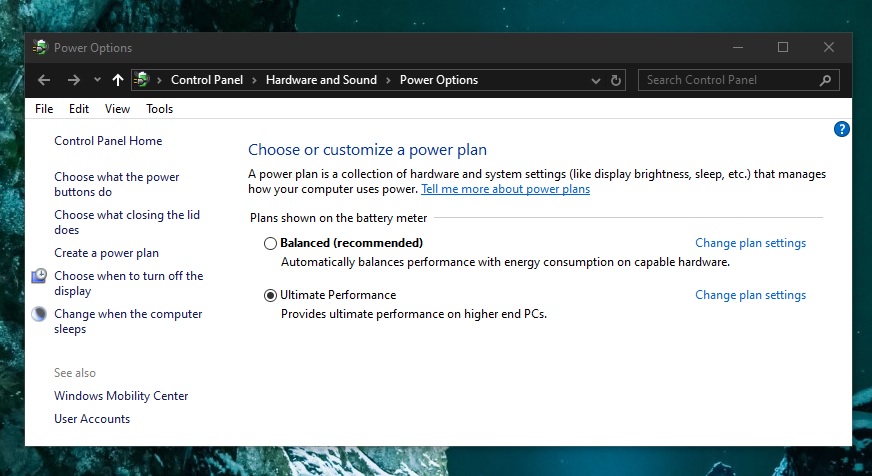 Power Options
Control Panel > Hardware and Sound > Power Options
Search Control Panel
File Edit View Tools
Control Panel Home
Choose what the power
buttons do
Choose what closing the lid
does
Create a power plan
Choose when to turn off the
display
Change when the computer
sleeps
See also
Windows Mobility Center
User Accounts
?
Choose or customize a power plan
A power plan is a collection of hardware and system settings (like display brightness, sleep, etc.) that manages
how your computer uses power. Tell me more about power plans
Plans shown on the battery meter
Balanced (recommended) Change plan settings
Automatically balances performance with energy consumption on capable hardware.
Ultimate Performance Change plan settings
Provides ultimate performance on higher end PCs.